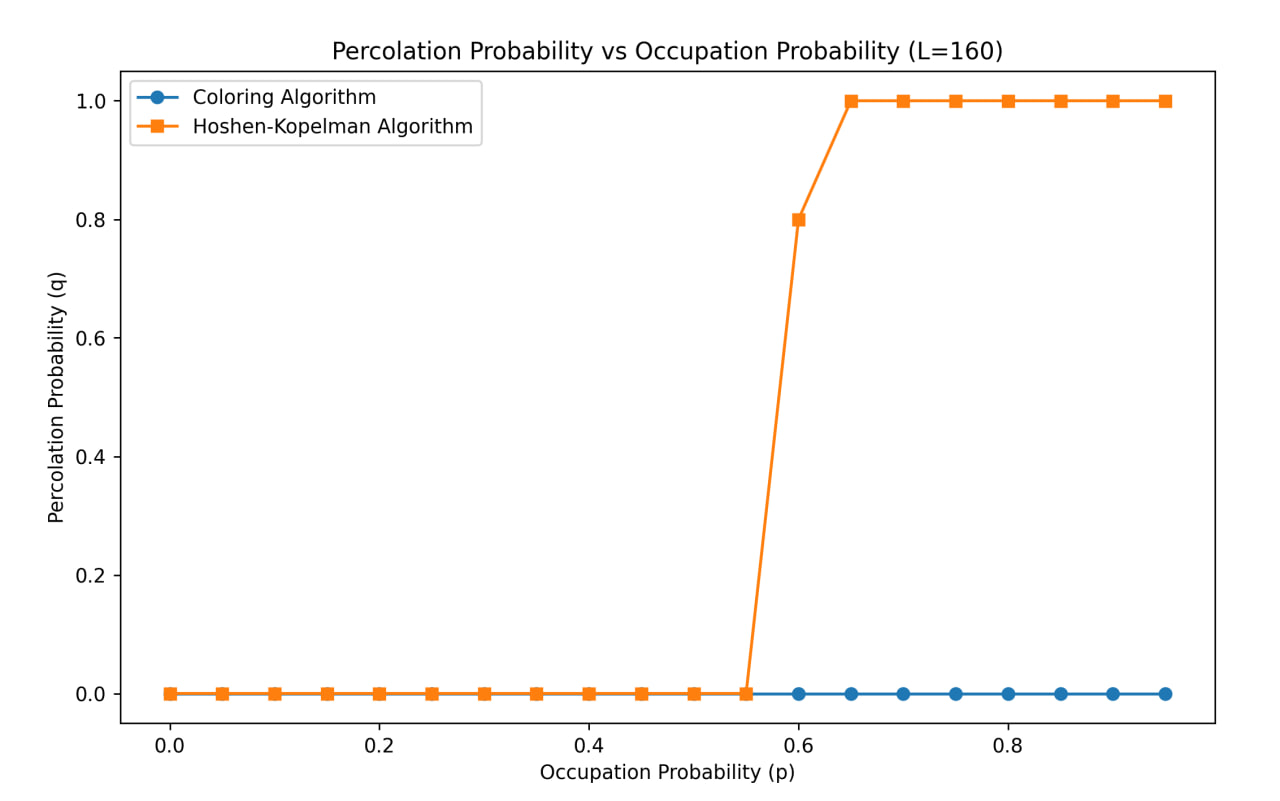 Percolation Probability vs Occupation Probability (L=160)
Coloring Algorithm
Hoshen-Kopelman Algorithm
1.0
0.8
0.6
0.4
0.2
0.0
Percolation Probability (q)
0.0 0.2 0.4 0.6 0.8
Occupation Probability (p)